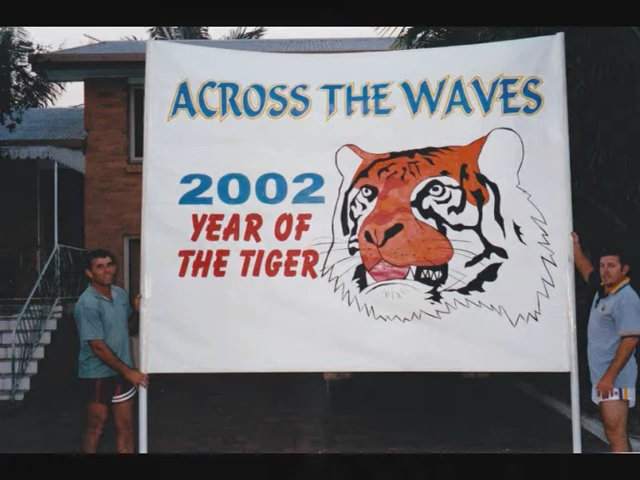 ACROSS THE WAVES
2002
YEAR OF
THE TIGER